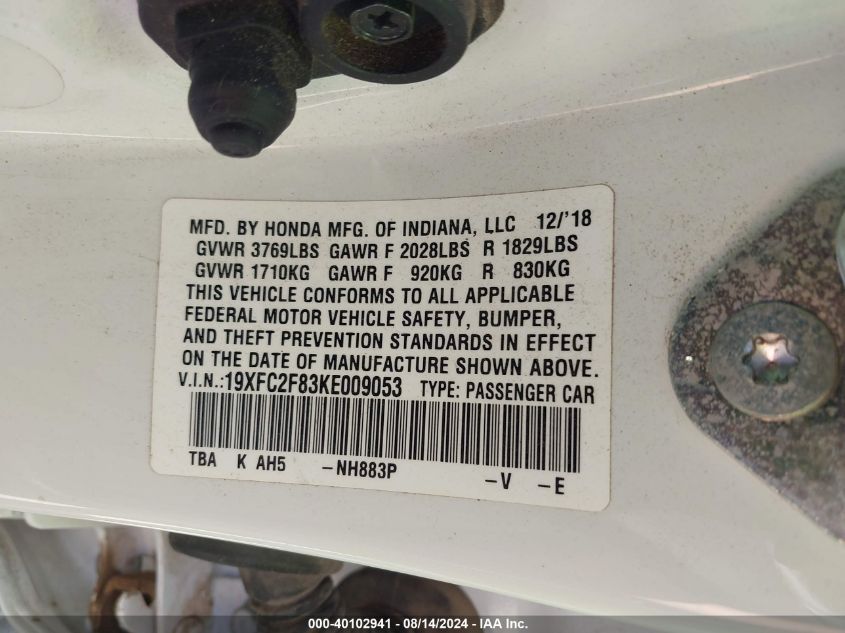 MFD. BY HONDA MFG. OF INDIANA, LLC 12/'18
GVWR 3769LBS GAWR F 2028LBS R 1829LBS
GVWR 1710KG GAWR F 920KG R 830KG
THIS VEHICLE CONFORMS TO ALL APPLICABLE
FEDERAL MOTOR VEHICLE SAFETY, BUMPER,
AND THEFT PREVENTION STANDARDS IN EFFECT
ON THE DATE OF MANUFACTURE SHOWN ABOVE.
V.I.N.:19XFC2F83KE009053 TYPE: PASSENGER CAR
TBA K AH5 -NH883P -V -E
000-40102941 - 08/14/2024 - IAA Inc.